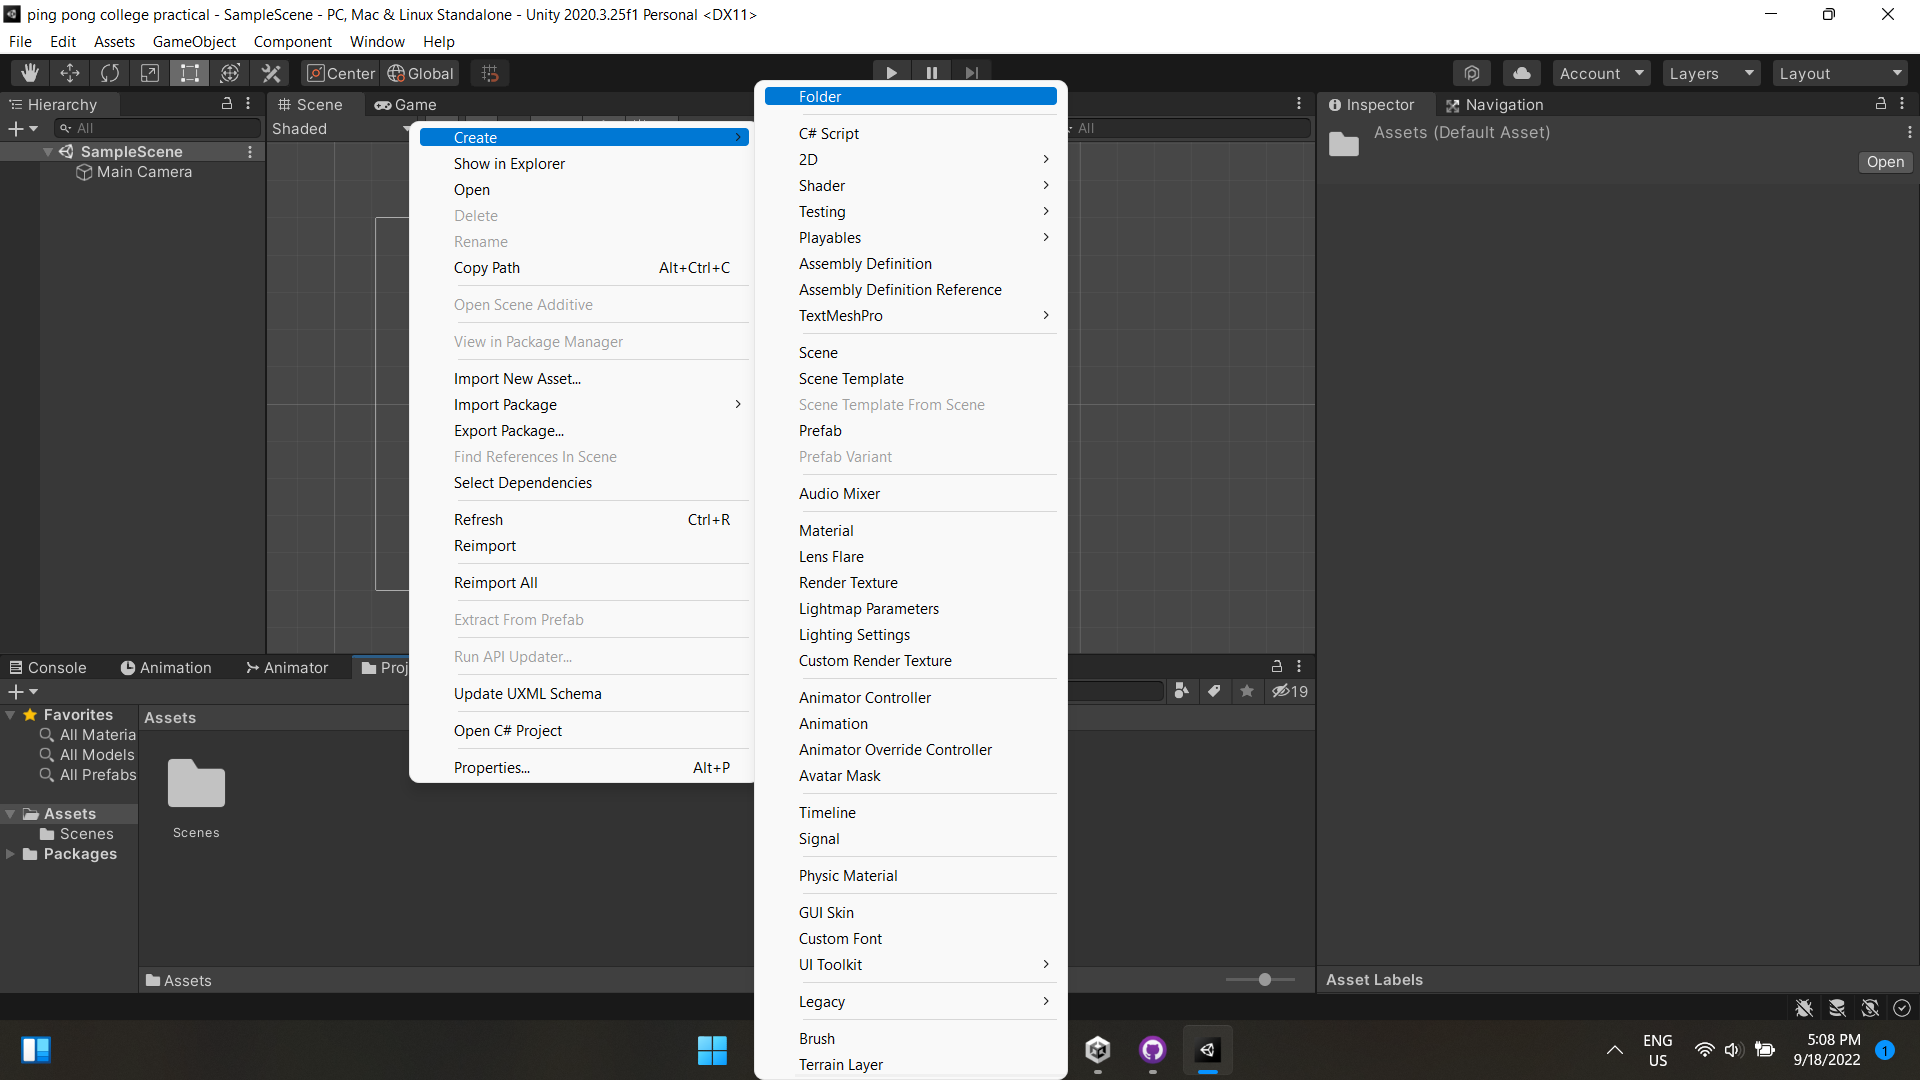 ping pong college practical - SampleScene - PC, Mac & Linux Standalone - Unity 2020.3.25f1 Personal <DX11>
File Edit Assets GameObject Component Window Help
Center Global Account Layers Layout
Hierarchy
All
SampleScene
Main Camera
Scene Game
Shaded
All
Create
Show in Explorer
Open
Delete
Rename
Copy Path Alt+Ctrl+C
Open Scene Additive
View in Package Manager
Import New Asset...
Import Package
Export Package...
Find References In Scene
Select Dependencies
Refresh Ctrl+R
Reimport
Reimport All
Extract From Prefab
Run API Updater...
Update UXML Schema
Open C# Project
Properties... Alt+P
Folder
C# Script
2D
Shader
Testing
Playables
Assembly Definition
Assembly Definition Reference
TextMeshPro
Scene
Scene Template
Scene Template From Scene
Prefab
Prefab Variant
Audio Mixer
Material
Lens Flare
Render Texture
Lightmap Parameters
Lighting Settings
Custom Render Texture
Animator Controller
Animation
Animator Override Controller
Avatar Mask
Timeline
Signal
Physic Material
GUI Skin
Custom Font
UI Toolkit
Legacy
Brush
Terrain Layer
Inspector Navigation
Assets (Default Asset)
Open
Asset Labels
Console Animation Animator Proj
19
Favorites
All Materia
All Models
All Prefabs
Assets
Scenes
Packages
Assets
Scenes
Assets
ENG
US
5:08 PM
9/18/2022
1